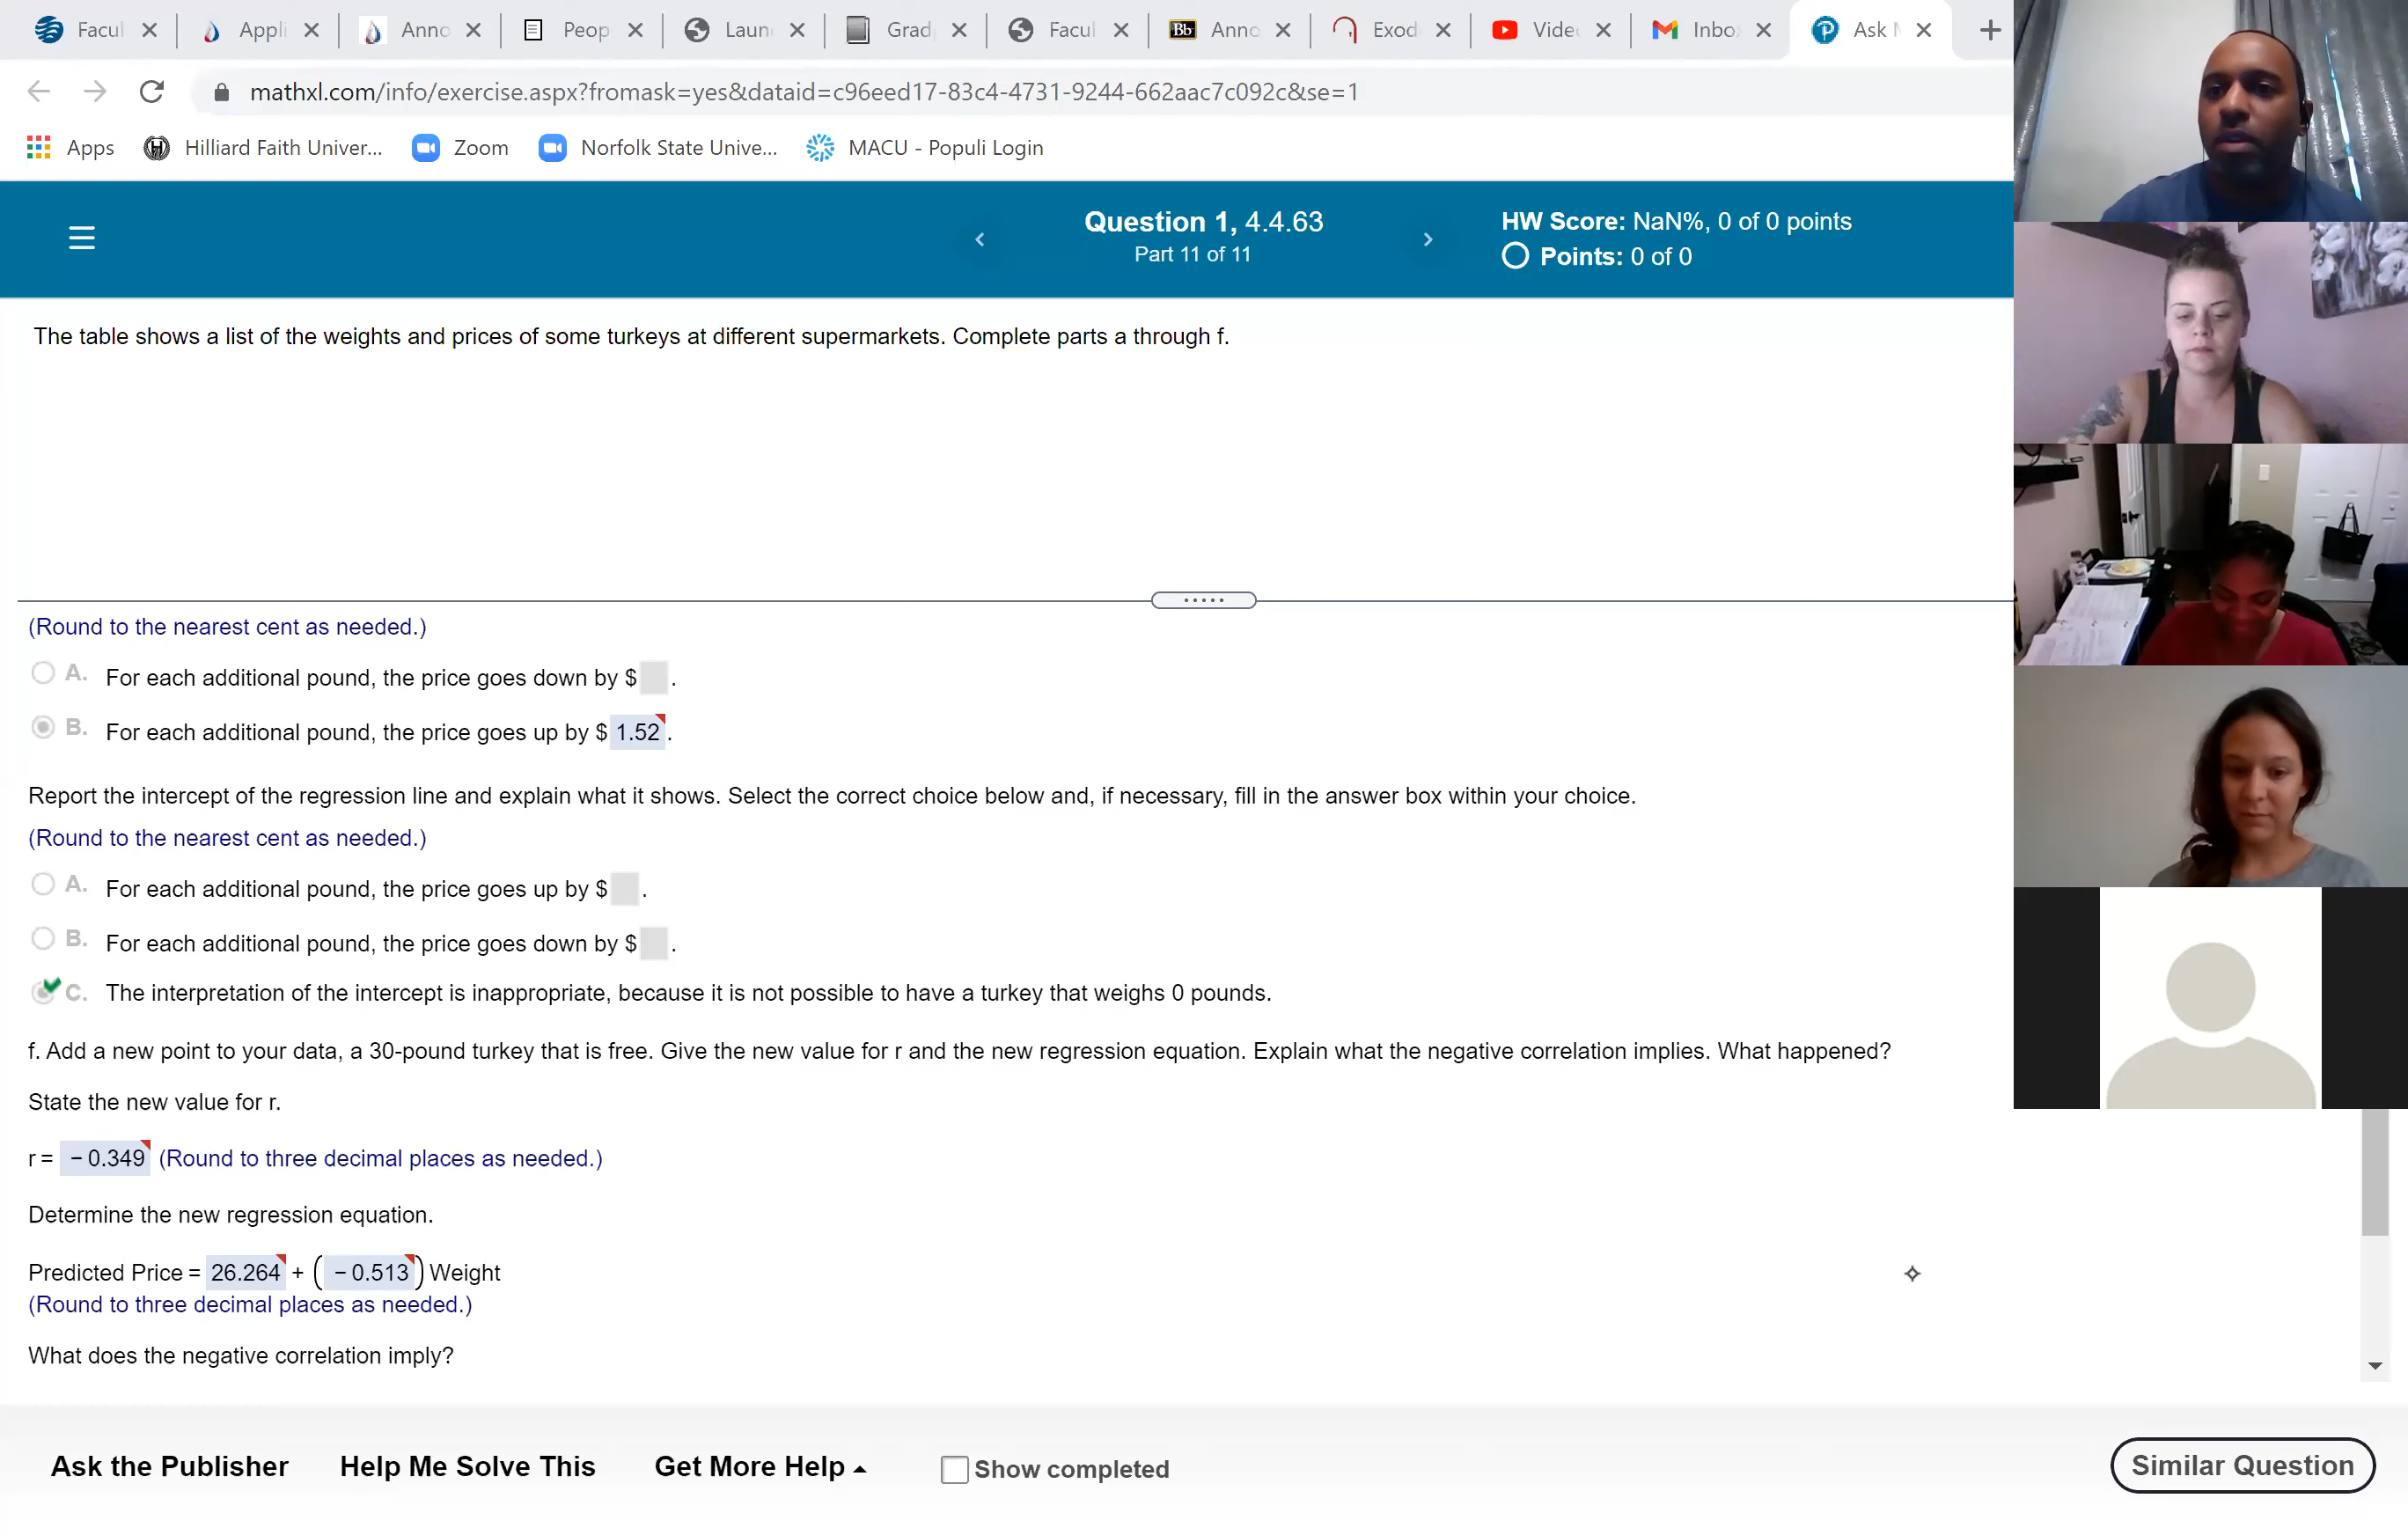 Facul
Appli
Anno
Peop
Laun
Grad
Facul
Bb
Anno
Exod
Vide
Inbo
Ask
mathxl.com/info/exercise.aspx?fromask=yes&dataid=c96eed17-83c4-4731-9244-662aac7c092c&se=1
Apps
Hilliard Faith Univer...
Zoom
Norfolk State Unive...
MACU - Populi Login
Question 1, 4.4.63
Part 11 of 11
HW Score: NaN%, 0 of 0 points
Points: 0 of 0
The table shows a list of the weights and prices of some turkeys at different supermarkets. Complete parts a through f.
(Round to the nearest cent as needed.)
A. For each additional pound, the price goes down by $ .
B. For each additional pound, the price goes up by $ 1.52 .
Report the intercept of the regression line and explain what it shows. Select the correct choice below and, if necessary, fill in the answer box within your choice.
(Round to the nearest cent as needed.)
A. For each additional pound, the price goes up by $ .
B. For each additional pound, the price goes down by $ .
C. The interpretation of the intercept is inappropriate, because it is not possible to have a turkey that weighs 0 pounds.
f. Add a new point to your data, a 30-pound turkey that is free. Give the new value for r and the new regression equation. Explain what the negative correlation implies. What happened?
State the new value for r.
r = − 0.349 (Round to three decimal places as needed.)
Determine the new regression equation.
Predicted Price = 26.264 + ( − 0.513 ) Weight
(Round to three decimal places as needed.)
What does the negative correlation imply?
Ask the Publisher
Help Me Solve This
Get More Help
Show completed
Similar Question